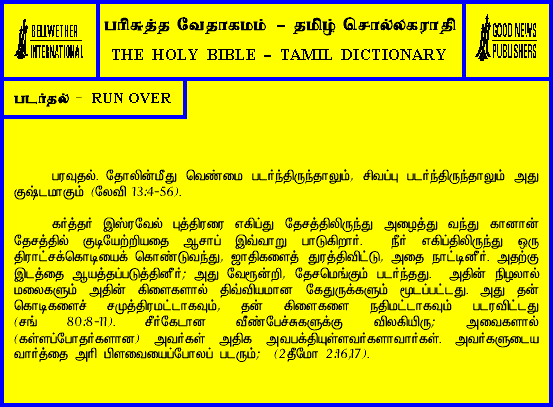 BELLWETHER
INTERNATIONAL
பரிசுத்த வேதாகமம் – தமிழ் சொல்லகராதி
THE HOLY BIBLE – TAMIL DICTIONARY
GOOD NEWS
PUBLISHERS
படர்தல் – RUN OVER
பரவுதல். தோலின்மீது வெண்மை படர்ந்திருந்தாலும், சிவப்பு படர்ந்திருந்தாலும் அது
குஷ்டமாகும் (லேவி 13:4-56).
கர்த்தர் இஸ்ரவேல் புத்திரரை எகிப்து தேசத்திலிருந்து அழைத்து வந்து கானான்
தேசத்தில் குடியேற்றியதை ஆசாப் இவ்வாறு பாடுகிறார். நீர் எகிப்திலிருந்து ஒரு
திராட்சக்கொடியைக் கொண்டுவந்து, ஜாதிகளைத் துரத்திவிட்டு, அதை நாட்டினீர். அதற்கு
இடத்தை ஆயத்தப்படுத்தினீர்; அது வேரூன்றி, தேசமெங்கும் படர்ந்தது. அதின் நிழலால்
மலைகளும் அதின் கிளைகளால் திவ்வியமான கேதுருக்களும் மூடப்பட்டது. அது தன்
கொடிகளைச் சமுத்திரமட்டாகவும், தன் கிளைகளை நதிமட்டாகவும் படரவிட்டது
(சங் 80:8-11). சீர்கேடான வீண்பேச்சுகளுக்கு விலகியிரு; அவைகளால்
(கள்ளப்போதர்களான) அவர்கள் அதிக அவபக்தியுள்ளவர்களாவார்கள். அவர்களுடைய
வார்த்தை அரி பிளவையைப்போலப் படரும்; (2தீமோ 2:16,17).